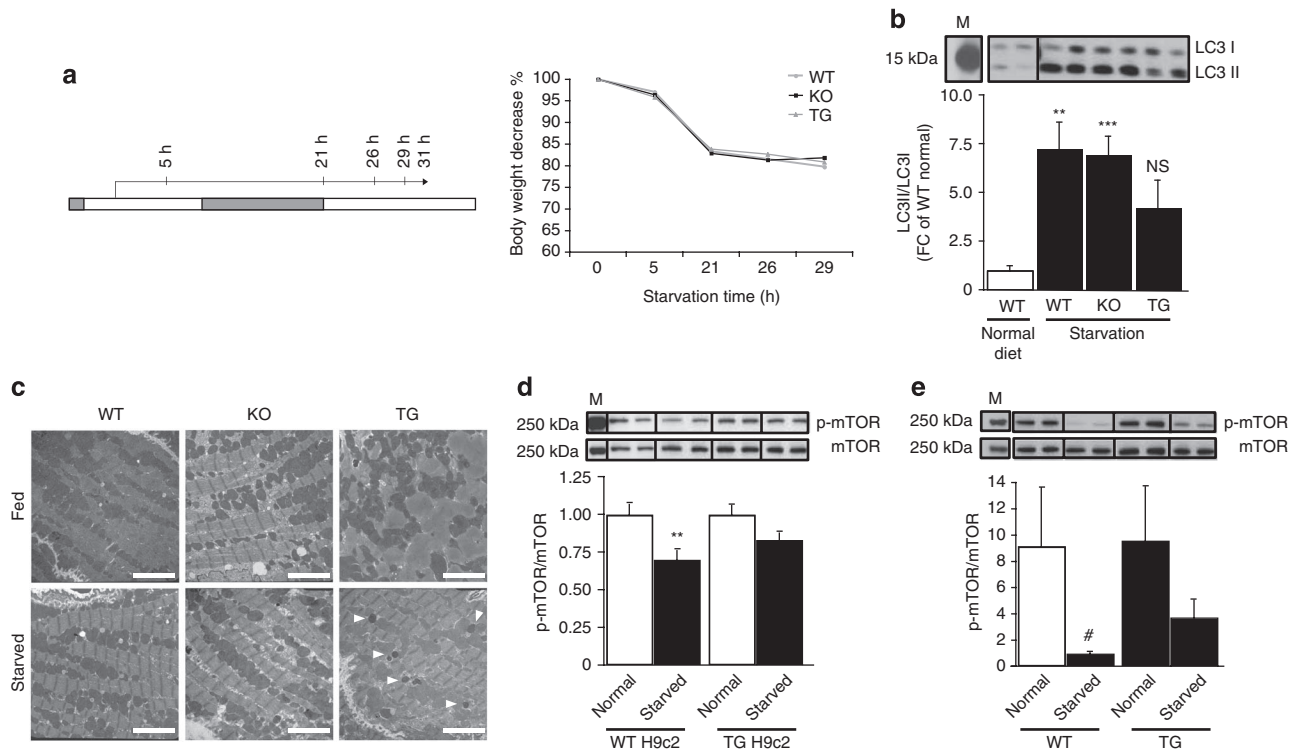 a
5 h
21 h
26 h
29 h
31 h
Body weight decrease %
100
95
90
85
80
75
70
65
60
0 5 21 26 29
Starvation time (h)
WT
KO
TG
b
M
15 kDa
LC3 I
LC3 II
LC3II/LC3I
(FC of WT normal)
10.0
7.5
5.0
2.5
0
** *** NS
WT WT KO TG
Normal
diet
Starvation
c
WT KO TG
Fed
Starved
d
M
250 kDa p-mTOR
250 kDa mTOR
p-mTOR/mTOR
1.25
1.00
0.75
0.50
0.25
0
**
Normal Starved Normal Starved
WT H9c2 TG H9c2
e
M
250 kDa p-mTOR
250 kDa mTOR
p-mTOR/mTOR
14
12
10
8
6
4
2
0
#
Normal Starved Normal Starved
WT TG